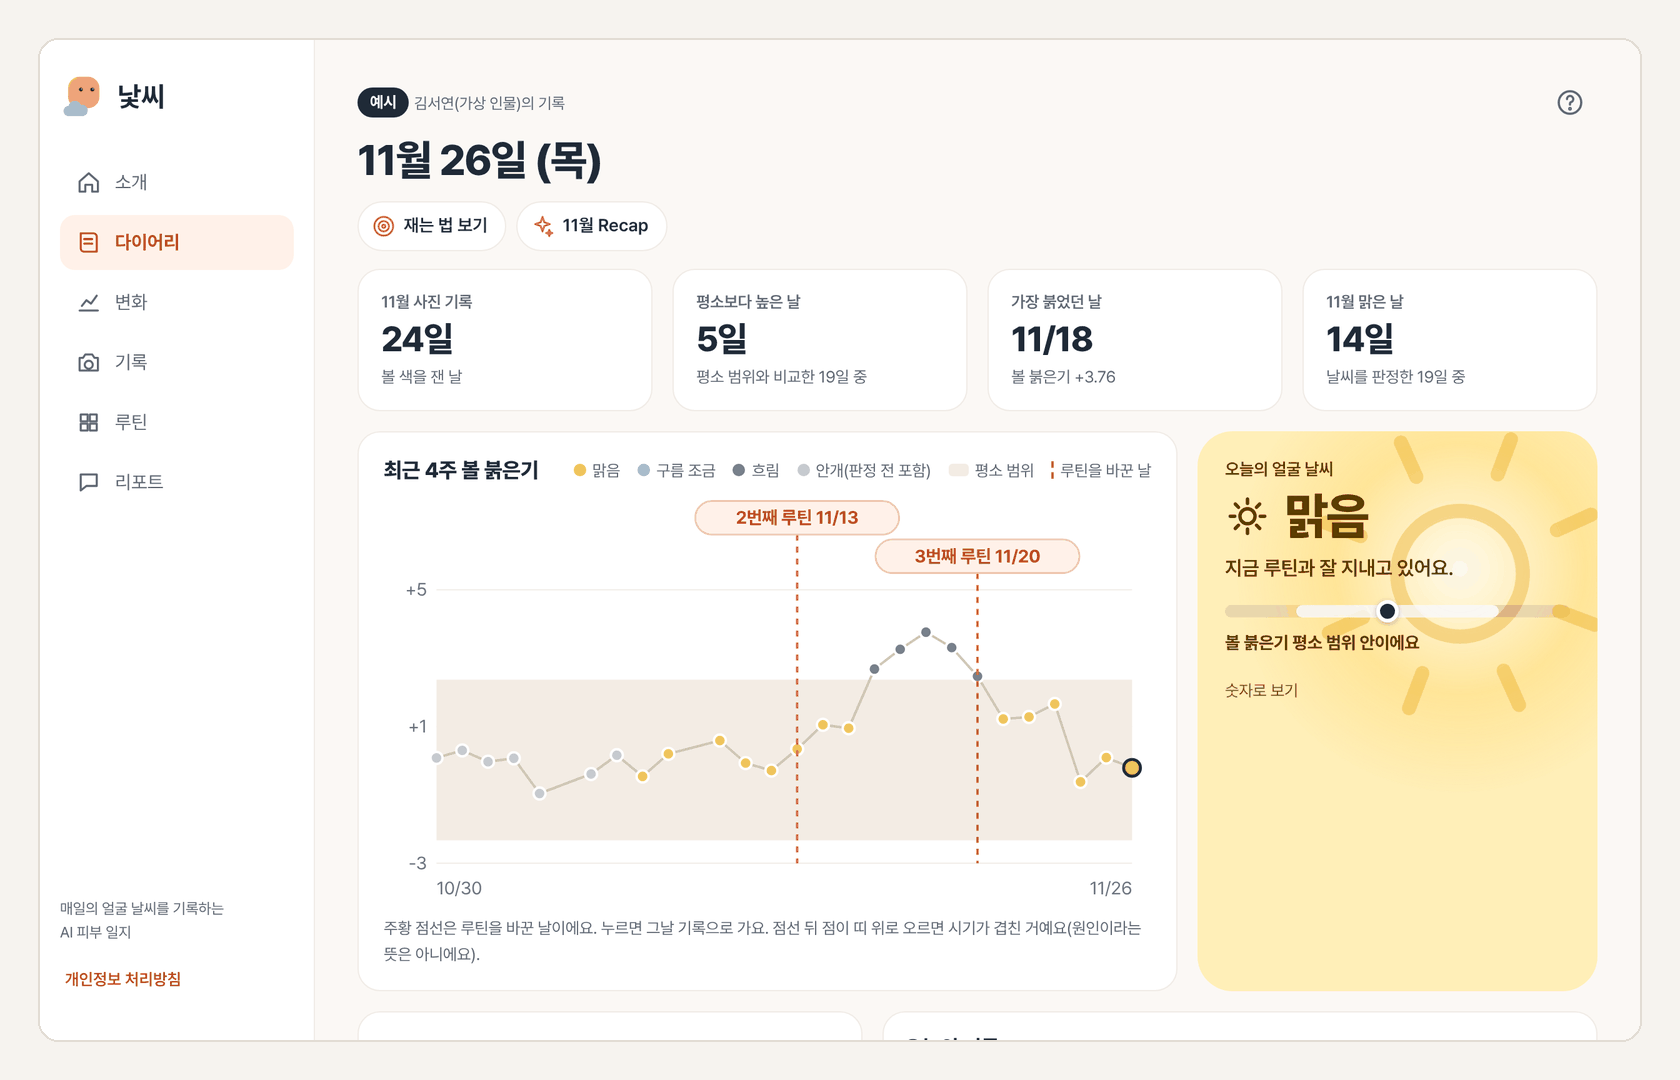 낯씨
소개
다이어리
변화
기록
루틴
리포트
매일의 얼굴 날씨를 기록하는
AI 피부 일지
개인정보 처리방침
예시 김서연(가상 인물)의 기록
11월 26일 (목)
재는 법 보기
11월 Recap
11월 사진 기록
24일
볼 색을 잰 날
평소보다 높은 날
5일
평소 범위와 비교한 19일 중
가장 붉었던 날
11/18
볼 붉은기 +3.76
11월 맑은 날
14일
날씨를 판정한 19일 중
최근 4주 볼 붉은기
맑음 구름 조금 흐림 안개(판정 전 포함) 평소 범위 루틴을 바꾼 날
2번째 루틴 11/13
3번째 루틴 11/20
+5
+1
-3
10/30
11/26
주황 점선은 루틴을 바꾼 날이에요. 누르면 그날 기록으로 가요. 점선 뒤 점이 띠 위로 오르면 시기가 겹친 거예요(원인이라는
뜻은 아니에요).
오늘의 얼굴 날씨
맑음
지금 루틴과 잘 지내고 있어요.
볼 붉은기 평소 범위 안이에요
숫자로 보기